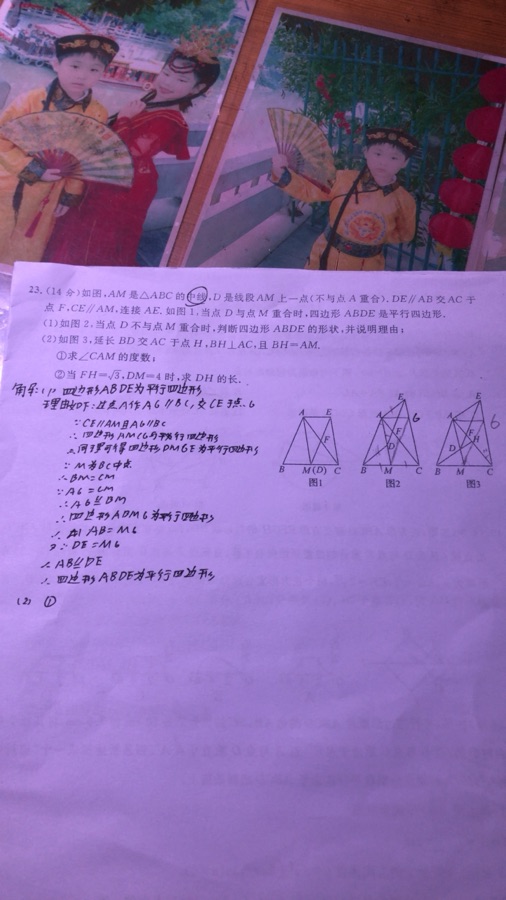 23.(14分)如图,AM是△ABC的中线,D是线段AM上一点(不与点A重合).DE∥AB交AC于
点F,CE∥AM,连接AE.如图1,当点D与点M重合时,四边形ABDE是平行四边形.
(1)如图2,当点D不与点M重合时,判断四边形ABDE的形状,并说明理由;
(2)如图3,延长BD交AC于点H,BH⊥AC,且BH=AM.
①求∠CAM的度数;
②当FH=√3,DM=4时,求DH的长.
解:(1)四边形ABDE为平行四边形
理由如下:过点A作AG∥BC,交CE于点G
∵CE∥AM且AG∥BC
∴四边形AMCG为平行四边形
同理可得四边形DMGE为平行四边形
∵M为BC中点
∴BM=CM
∵AG=CM
∴AG∥BM
∴四边形ABMG为平行四边形
∴AB=MG
又∵DE=MG
∴AB∥DE
∴四边形ABDE为平行四边形
(2) ①
A E F B M(D) C
图1
E A G F D B M C
图2
E A G F H D B M C
图3